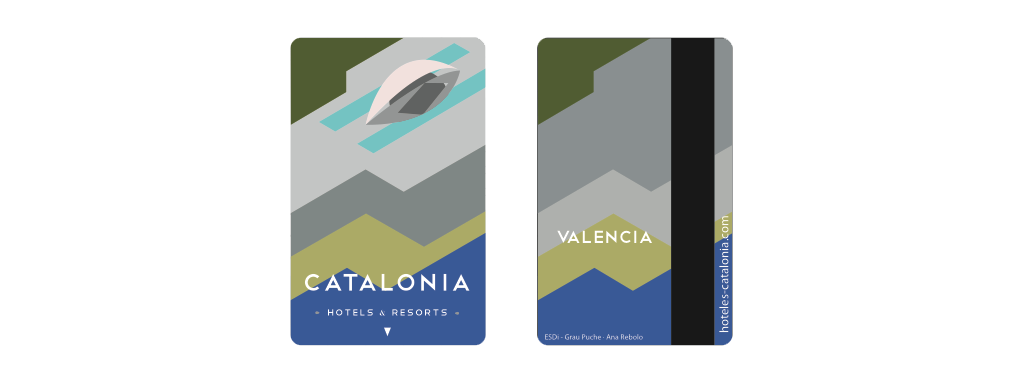 CATALONIA
HOTELS & RESORTS
VALENCIA
hoteles-catalonia.com
ESDi - Grau Puche - Ana Rebolo